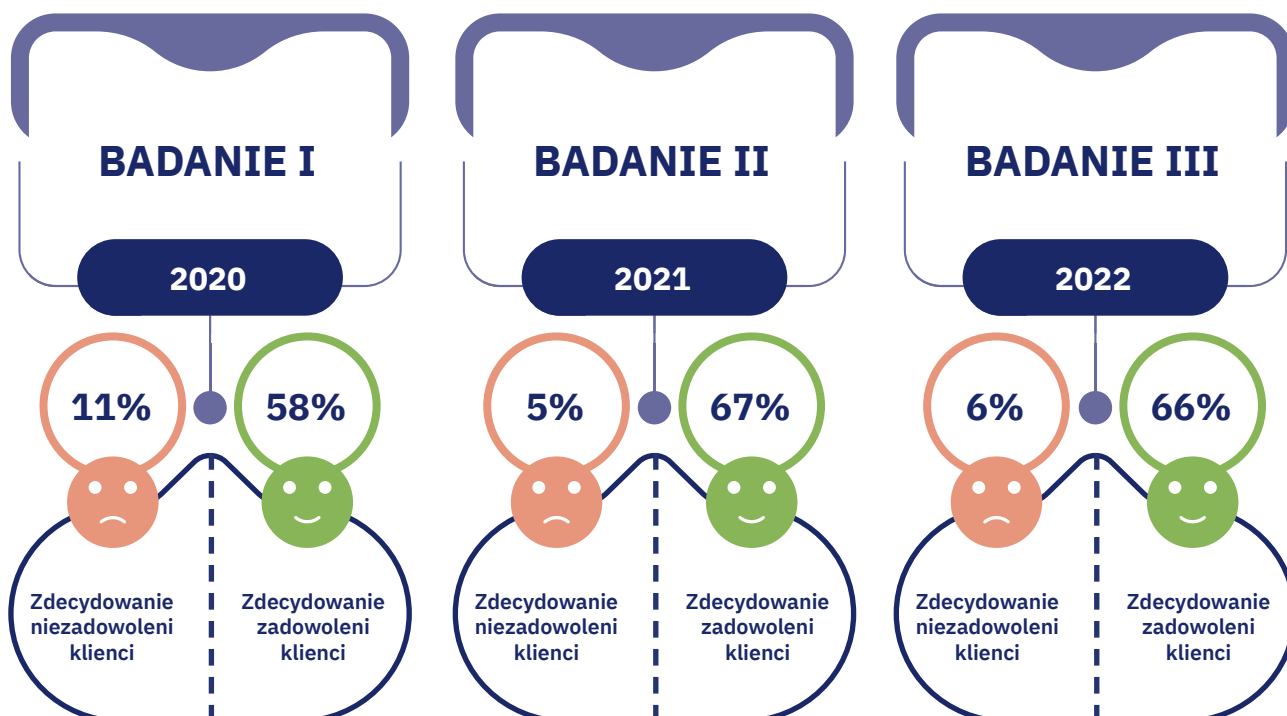 BADANIE I
2020
11%
58%
Zdecydowanie
niezadowoleni
klienci
Zdecydowanie
zadowoleni
klienci
BADANIE II
2021
5%
67%
Zdecydowanie
niezadowoleni
klienci
Zdecydowanie
zadowoleni
klienci
BADANIE III
2022
6%
66%
Zdecydowanie
niezadowoleni
klienci
Zdecydowanie
zadowoleni
klienci